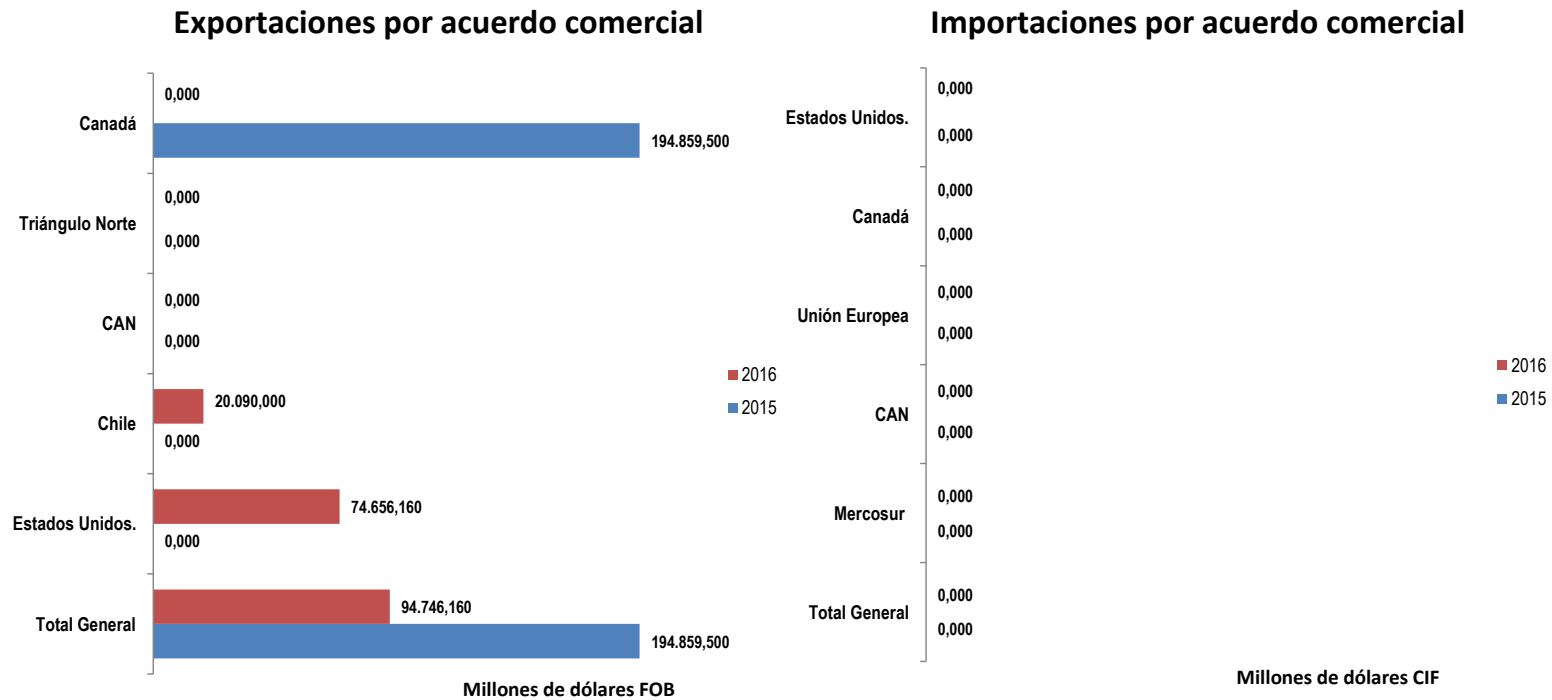 Exportaciones por acuerdo comercial
0,000
Canadá
194.859,500
0,000
Triángulo Norte
0,000
0,000
CAN
0,000
20.090,000
Chile
0,000
74.656,160
Estados Unidos.
0,000
94.746,160
Total General
194.859,500
2016
2015
Millones de dólares FOB
Importaciones por acuerdo comercial
0,000
Estados Unidos.
0,000
0,000
Canadá
0,000
0,000
Unión Europea
0,000
0,000
CAN
0,000
0,000
Mercosur
0,000
0,000
Total General
0,000
2016
2015
Millones de dólares CIF